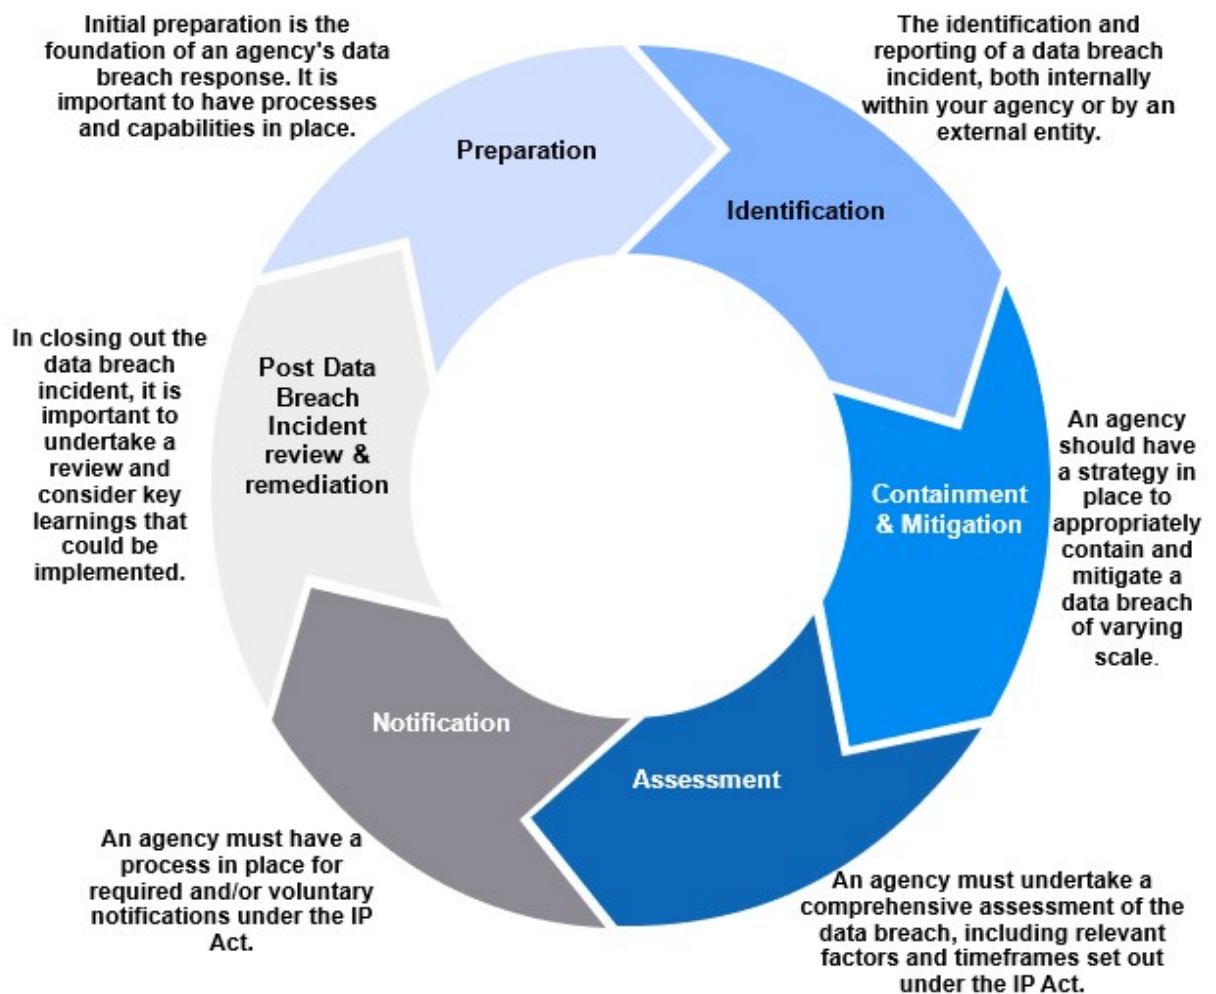 Initial preparation is the
foundation of an agency's data
breach response. It is
important to have processes
and capabilities in place.
Preparation
The identification and
reporting of a data breach
incident, both internally
within your agency or by an
external entity.
Identification
An agency
should have
a strategy in
place to
appropriately
contain and
mitigate a
data breach
of varying
scale.
Containment
& Mitigation
An agency must undertake a
comprehensive assessment of the
data breach, including relevant
factors and timeframes set out
under the IP Act.
Assessment
An agency must have a
process in place for
required and/or voluntary
notifications under the IP
Act.
Notification
In closing out the
data breach
incident, it is
important to
undertake a
review and
consider key
learnings that
could be
implemented.
Post Data
Breach
Incident
review &
remediation